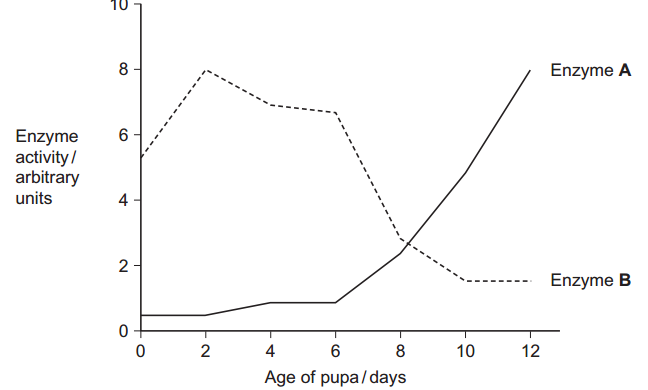 10
8
6
4
2
0
Enzyme
activity /
arbitrary
units
Enzyme A
Enzyme B
0 2 4 6 8 10 12
Age of pupa / days